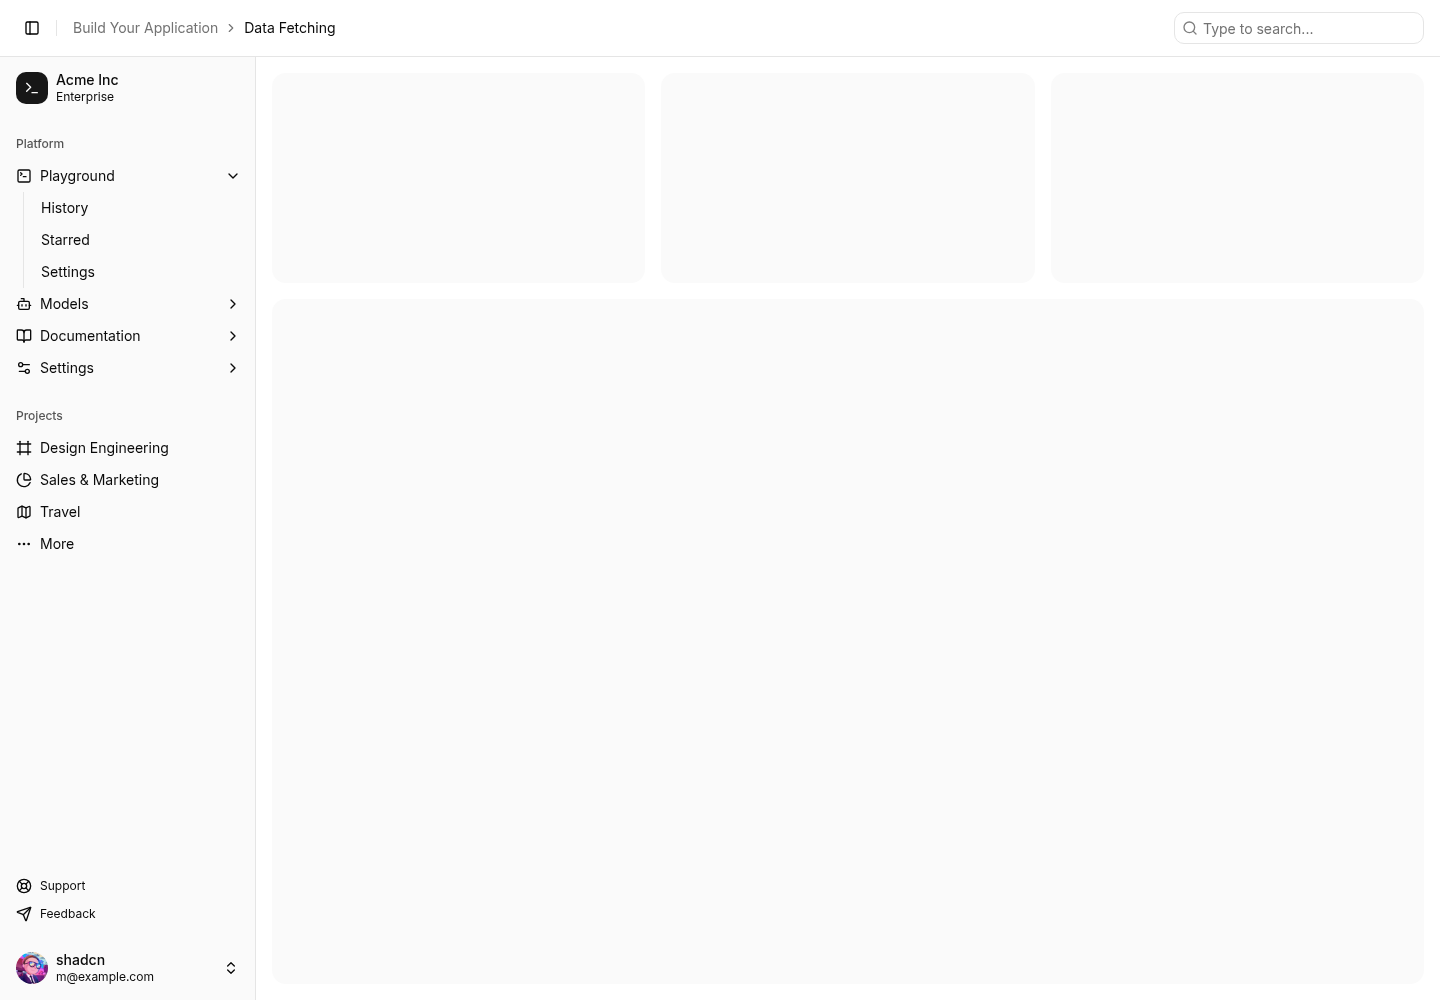 Build Your Application
Data Fetching
Type to search...
Acme Inc
Enterprise
Platform
Playground
History
Starred
Settings
Models
Documentation
Settings
Projects
Design Engineering
Sales & Marketing
Travel
More
Support
Feedback
shadcn
m@example.com